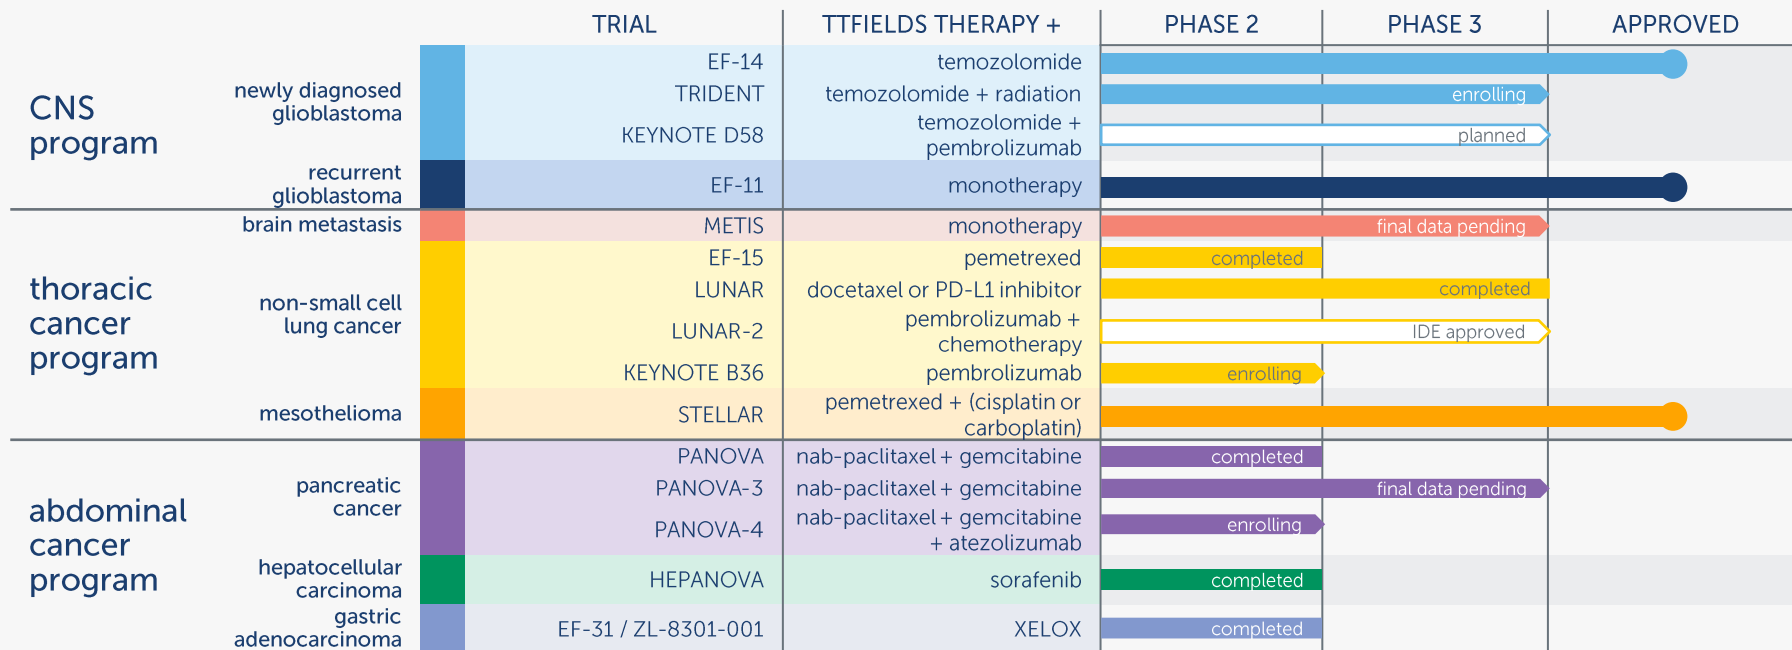 TRIAL TTFIELDS THERAPY + PHASE 2 PHASE 3 APPROVED
CNS
program
newly diagnosed
glioblastoma
EF-14 temozolomide
TRIDENT temozolomide + radiation enrolling
KEYNOTE D58 temozolomide +
pembrolizumab planned
recurrent
glioblastoma
EF-11 monotherapy
thoracic
cancer
program
brain metastasis METIS monotherapy final data pending
non-small cell
lung cancer
EF-15 pemetrexed completed
LUNAR docetaxel or PD-L1 inhibitor completed
LUNAR-2 pembrolizumab +
chemotherapy IDE approved
KEYNOTE B36 pembrolizumab enrolling
mesothelioma STELLAR pemetrexed + (cisplatin or
carboplatin)
abdominal
cancer
program
pancreatic
cancer
PANOVA nab-paclitaxel + gemcitabine completed
PANOVA-3 nab-paclitaxel + gemcitabine final data pending
PANOVA-4 nab-paclitaxel + gemcitabine
+ atezolizumab enrolling
hepatocellular
carcinoma
HEPANOVA sorafenib completed
gastric
adenocarcinoma
EF-31 / ZL-8301-001 XELOX completed